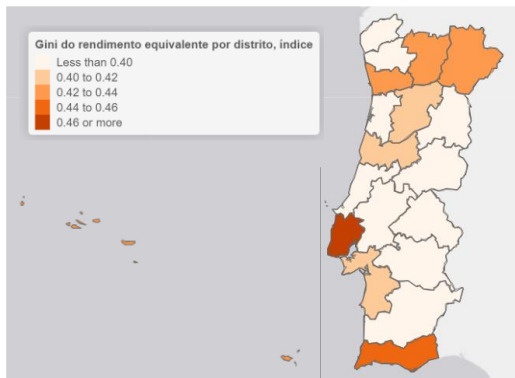 Gini do rendimento equivalente por distrito, índice
Less than 0.40
0.40 to 0.42
0.42 to 0.44
0.44 to 0.46
0.46 or more